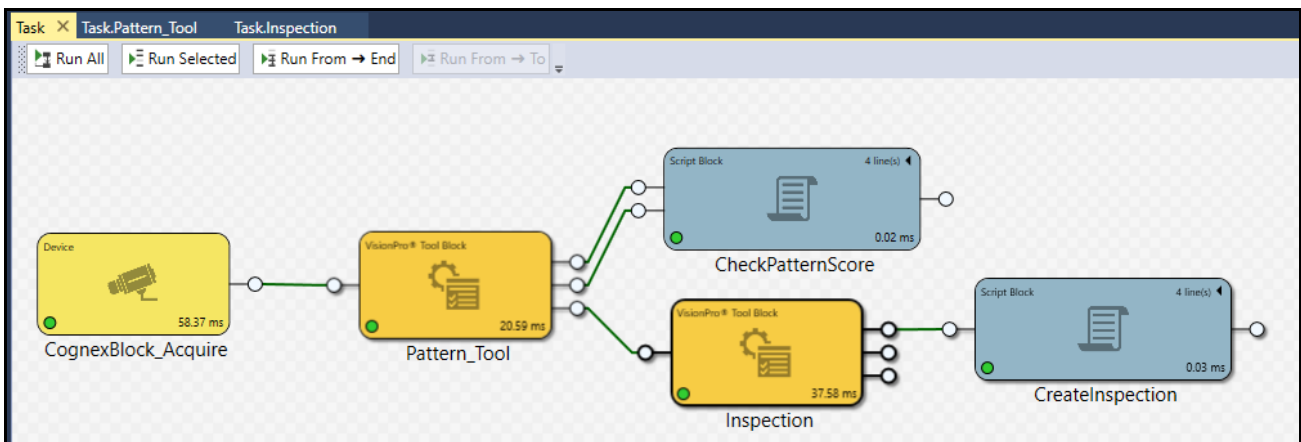 Task Task.Pattern_Tool Task.Inspection
Run All Run Selected Run From → End Run From → To
Script Block 4 line(s)
0.02 ms
CheckPatternScore
Device
58.37 ms
CognexBlock_Acquire
VisionPro® Tool Block
20.59 ms
Pattern_Tool
VisionPro® Tool Block
37.58 ms
Inspection
Script Block 4 line(s)
0.03 ms
CreateInspection